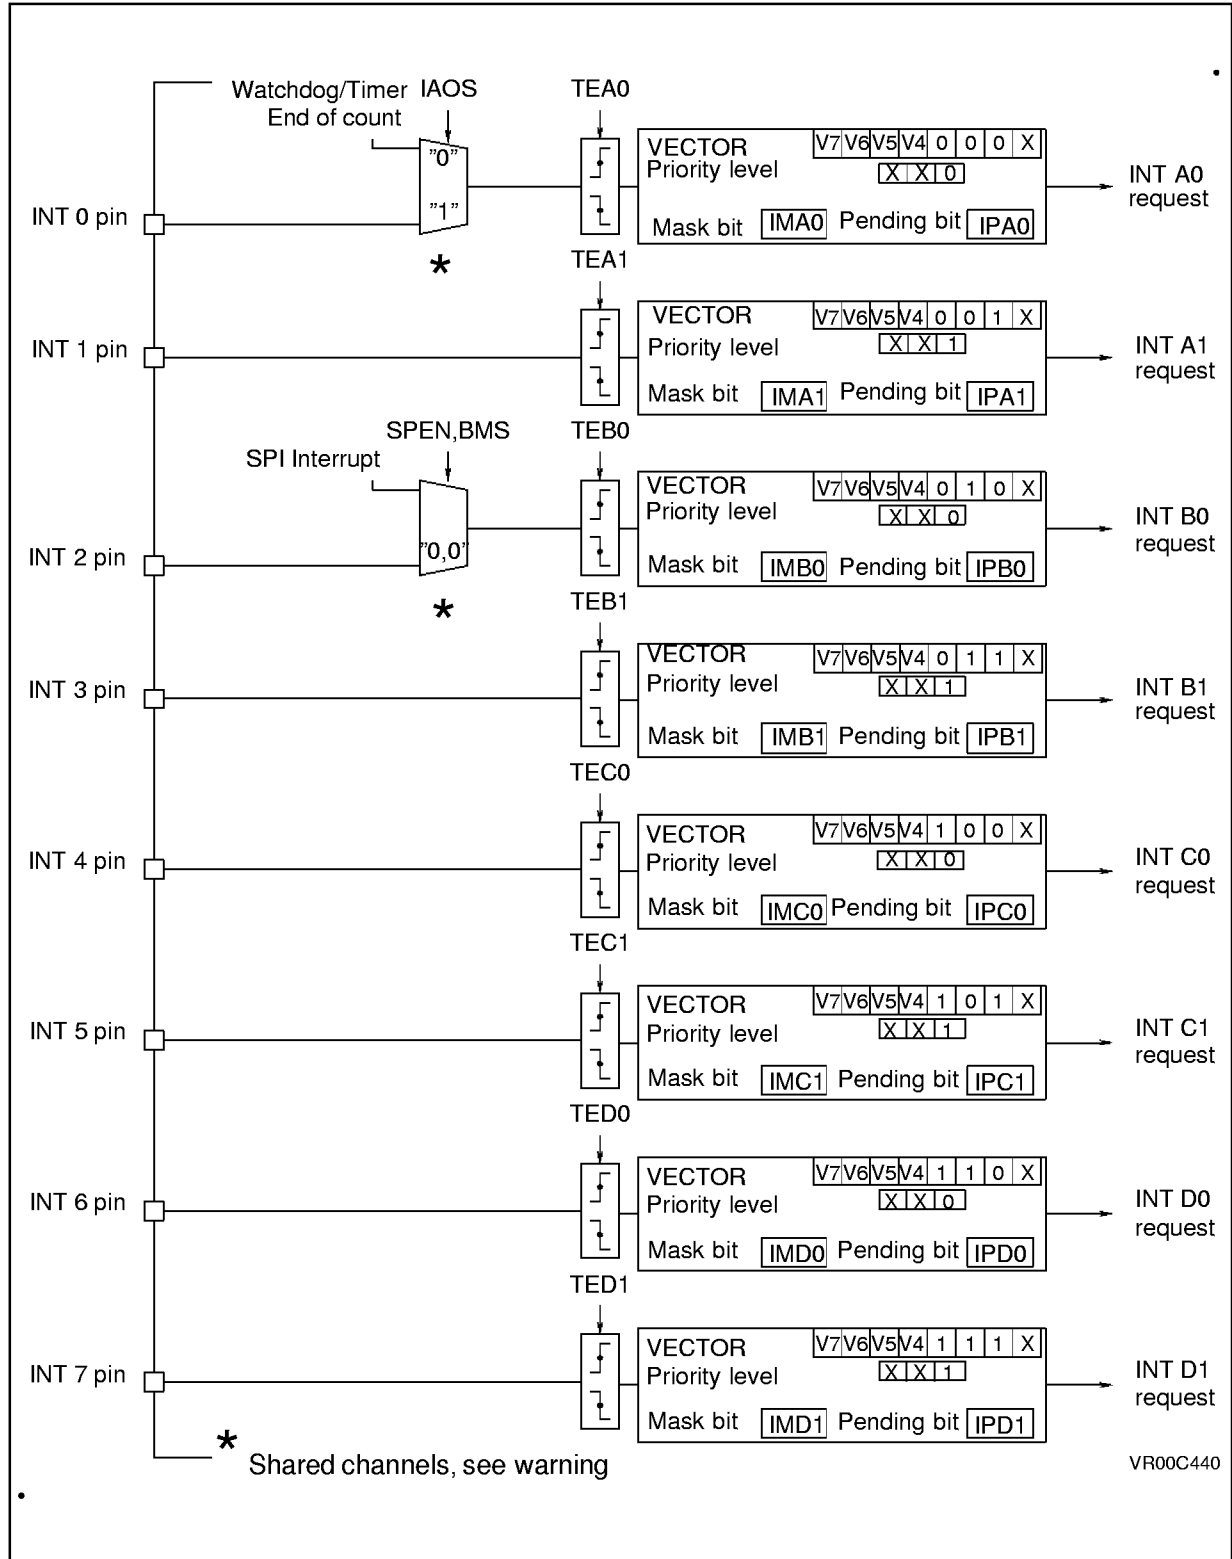 Watchdog/Timer IAOS TEA0
End of count
"0"
"1"
INT 0 pin
*
VECTOR V7 V6 V5 V4 0 0 0 X
Priority level X X 0
Mask bit IMA0 Pending bit IPA0
INT A0
request
TEA1
INT 1 pin
VECTOR V7 V6 V5 V4 0 0 1 X
Priority level X X 1
Mask bit IMA1 Pending bit IPA1
INT A1
request
SPEN,BMS TEB0
SPI Interrupt
"0,0"
INT 2 pin
*
VECTOR V7 V6 V5 V4 0 1 0 X
Priority level X X 0
Mask bit IMB0 Pending bit IPB0
INT B0
request
TEB1
INT 3 pin
VECTOR V7 V6 V5 V4 0 1 1 X
Priority level X X 1
Mask bit IMB1 Pending bit IPB1
INT B1
request
TEC0
INT 4 pin
VECTOR V7 V6 V5 V4 1 0 0 X
Priority level X X 0
Mask bit IMC0 Pending bit IPC0
INT C0
request
TEC1
INT 5 pin
VECTOR V7 V6 V5 V4 1 0 1 X
Priority level X X 1
Mask bit IMC1 Pending bit IPC1
INT C1
request
TED0
INT 6 pin
VECTOR V7 V6 V5 V4 1 1 0 X
Priority level X X 0
Mask bit IMD0 Pending bit IPD0
INT D0
request
TED1
INT 7 pin
VECTOR V7 V6 V5 V4 1 1 1 X
Priority level X X 1
Mask bit IMD1 Pending bit IPD1
INT D1
request
* Shared channels, see warning
VR00C440